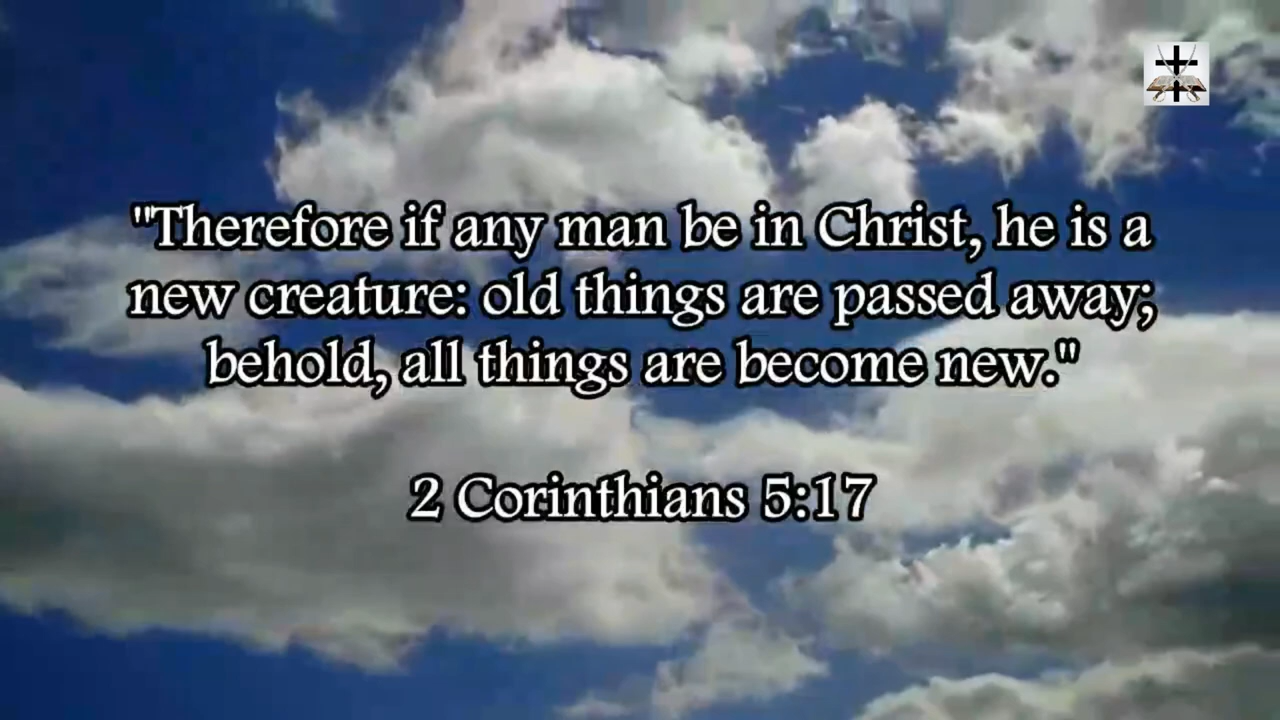 "Therefore if any man be in Christ, he is a
new creature: old things are passed away;
behold, all things are become new."
2 Corinthians 5:17